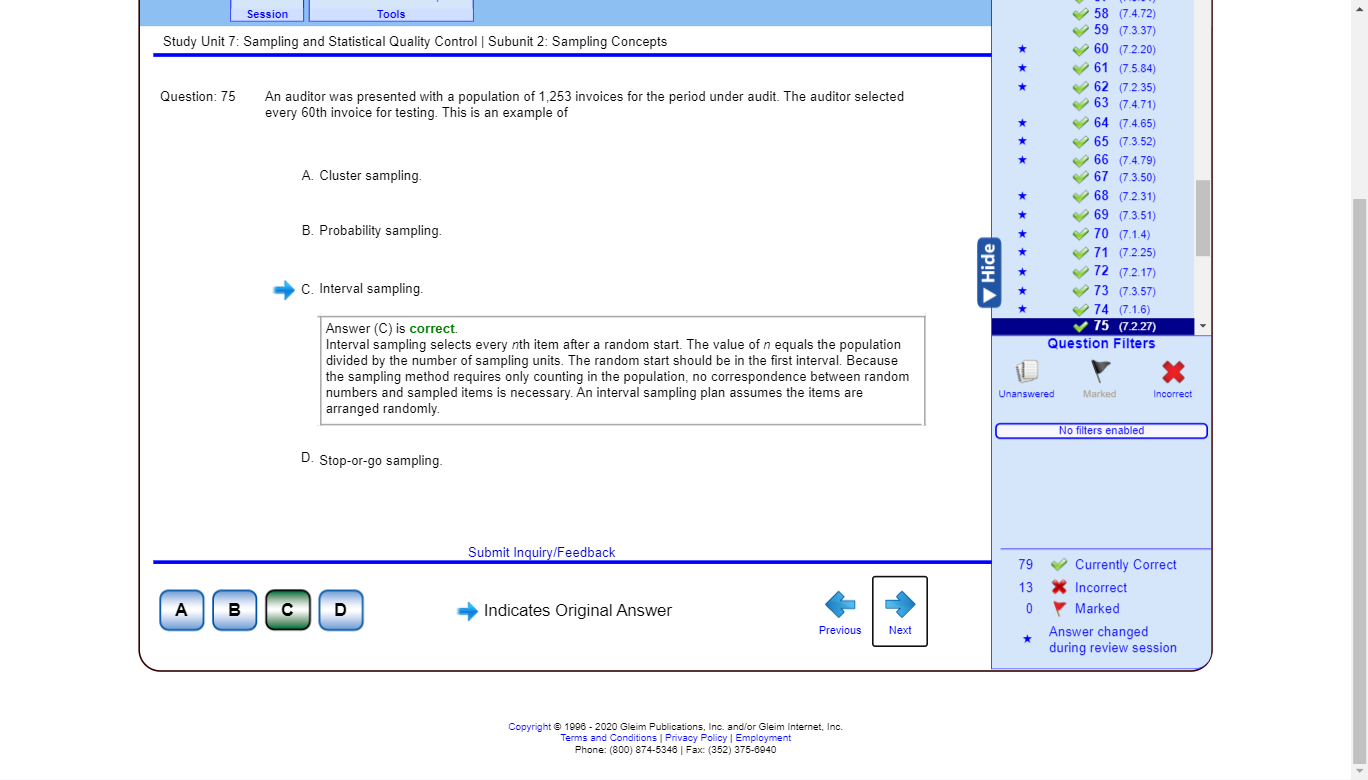 Session
Tools
Study Unit 7: Sampling and Statistical Quality Control | Subunit 2: Sampling Concepts
Question: 75
An auditor was presented with a population of 1,253 invoices for the period under audit. The auditor selected
every 60th invoice for testing. This is an example of
A. Cluster sampling.
B. Probability sampling.
C. Interval sampling.
Answer (C) is correct.
Interval sampling selects every nth item after a random start. The value of n equals the population
divided by the number of sampling units. The random start should be in the first interval. Because
the sampling method requires only counting in the population, no correspondence between random
numbers and sampled items is necessary. An interval sampling plan assumes the items are
arranged randomly.
D. Stop-or-go sampling.
Submit Inquiry/Feedback
A B C D
Indicates Original Answer
Previous
Next
58 (7.4.72)
59 (7.3.37)
★ 60 (7.2.20)
★ 61 (7.5.84)
★ 62 (7.2.35)
63 (7.4.71)
★ 64 (7.4.65)
★ 65 (7.3.52)
★ 66 (7.4.79)
67 (7.3.50)
★ 68 (7.2.31)
★ 69 (7.3.51)
★ 70 (7.1.4)
★ 71 (7.2.25)
★ 72 (7.2.17)
★ 73 (7.3.57)
★ 74 (7.1.6)
75 (7.2.27)
Hide
Question Filters
Unanswered
Marked
Incorrect
No filters enabled
79 Currently Correct
13 Incorrect
0 Marked
★ Answer changed
during review session
Copyright © 1996 - 2020 Gleim Publications, Inc. and/or Gleim Internet, Inc.
Terms and Conditions | Privacy Policy | Employment
Phone: (800) 874-5346 | Fax: (352) 375-6940